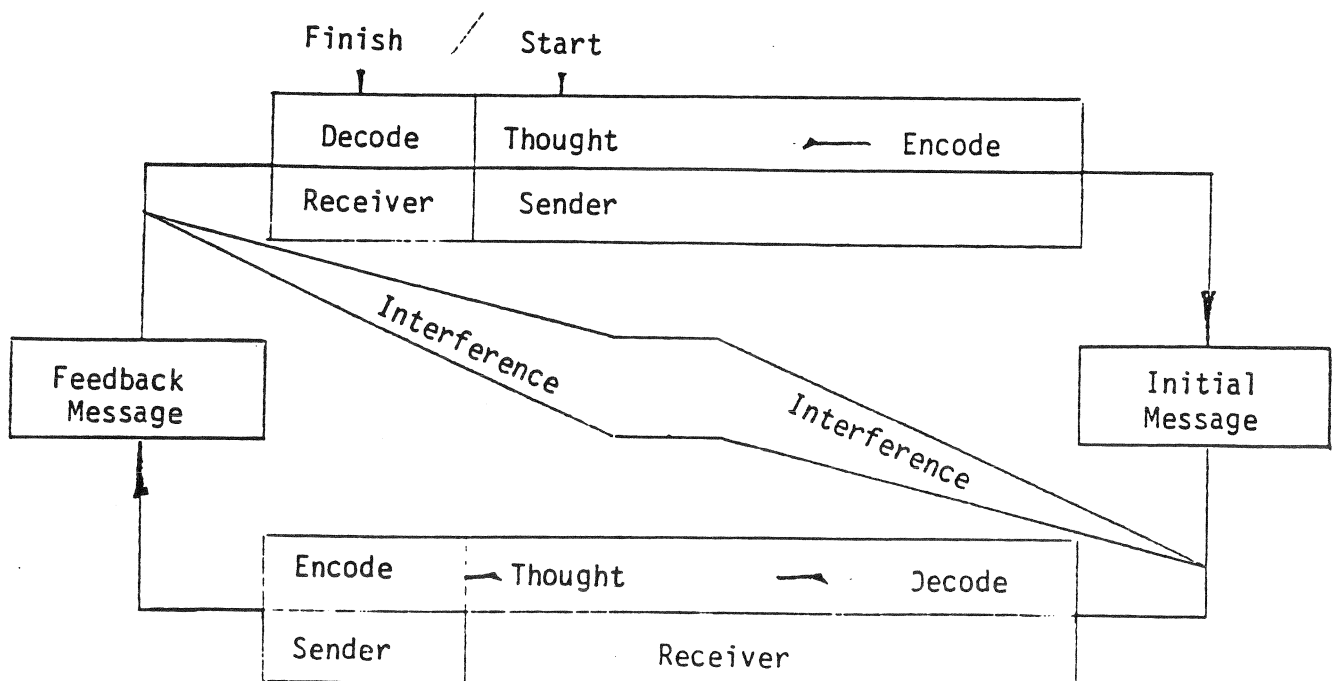 Finish / Start
Decode Thought Encode
Receiver Sender
Interference
Feedback
Message
Initial
Message
Interference
Encode Thought Decode
Sender Receiver